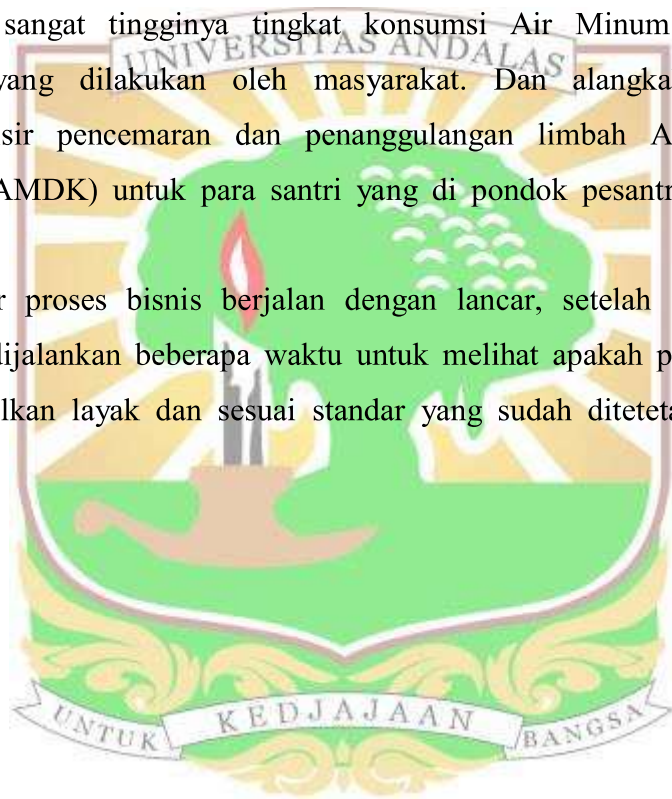 sangat tingginya tingkat konsumsi Air Minum
UNIVERSITAS ANDALAS
yang dilakukan oleh masyarakat. Dan alangka
sir pencemaran dan penanggulangan limbah A
AMDK) untuk para santri yang di pondok pesantr
r proses bisnis berjalan dengan lancar, setelah
dijalankan beberapa waktu untuk melihat apakah p
lkan layak dan sesuai standar yang sudah diteteta
UNTUK KEDJAJAAN BANGSA